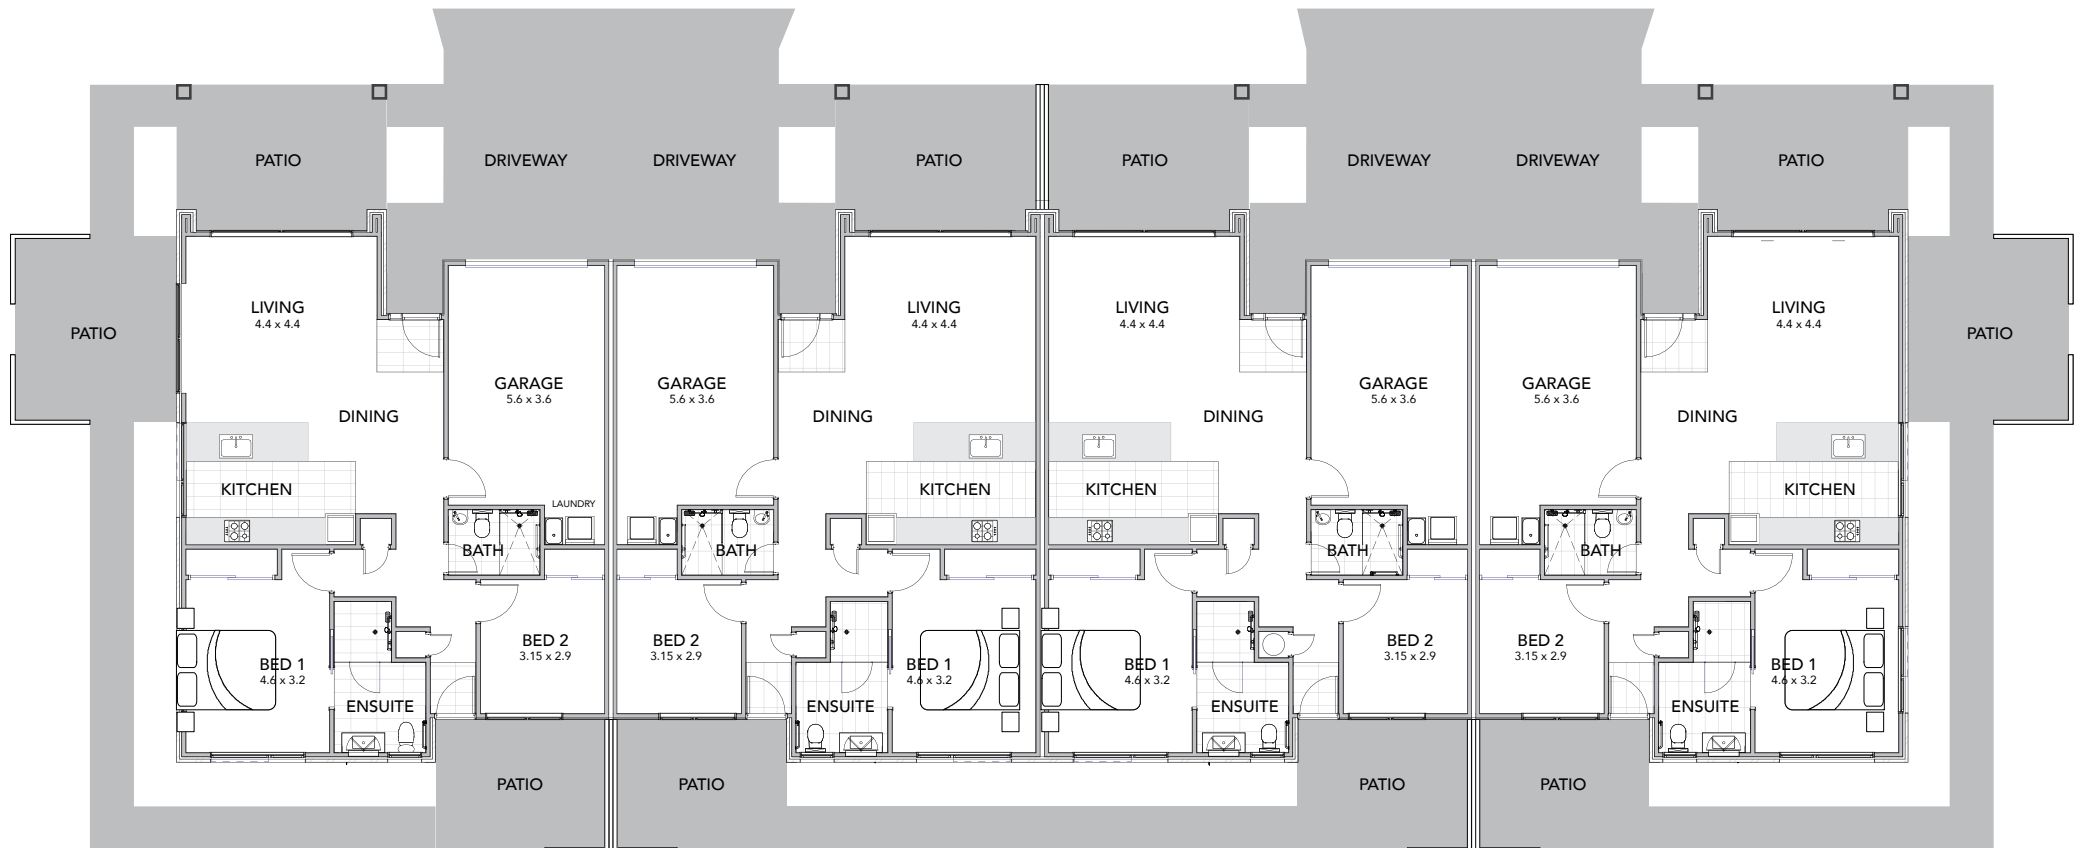 PATIO
DRIVEWAY
DRIVEWAY
PATIO
PATIO
DRIVEWAY
DRIVEWAY
PATIO
LIVING
4.4 x 4.4
LIVING
4.4 x 4.4
LIVING
4.4 x 4.4
LIVING
4.4 x 4.4
PATIO
PATIO
GARAGE
5.6 x 3.6
GARAGE
5.6 x 3.6
GARAGE
5.6 x 3.6
GARAGE
5.6 x 3.6
DINING
DINING
DINING
DINING
KITCHEN
KITCHEN
KITCHEN
KITCHEN
LAUNDRY
BATH
BATH
BATH
BATH
BED 2
3.15 x 2.9
BED 2
3.15 x 2.9
BED 2
3.15 x 2.9
BED 2
3.15 x 2.9
BED 1
4.6 x 3.2
BED 1
4.6 x 3.2
BED 1
4.6 x 3.2
BED 1
4.6 x 3.2
ENSUITE
ENSUITE
ENSUITE
ENSUITE
PATIO
PATIO
PATIO
PATIO